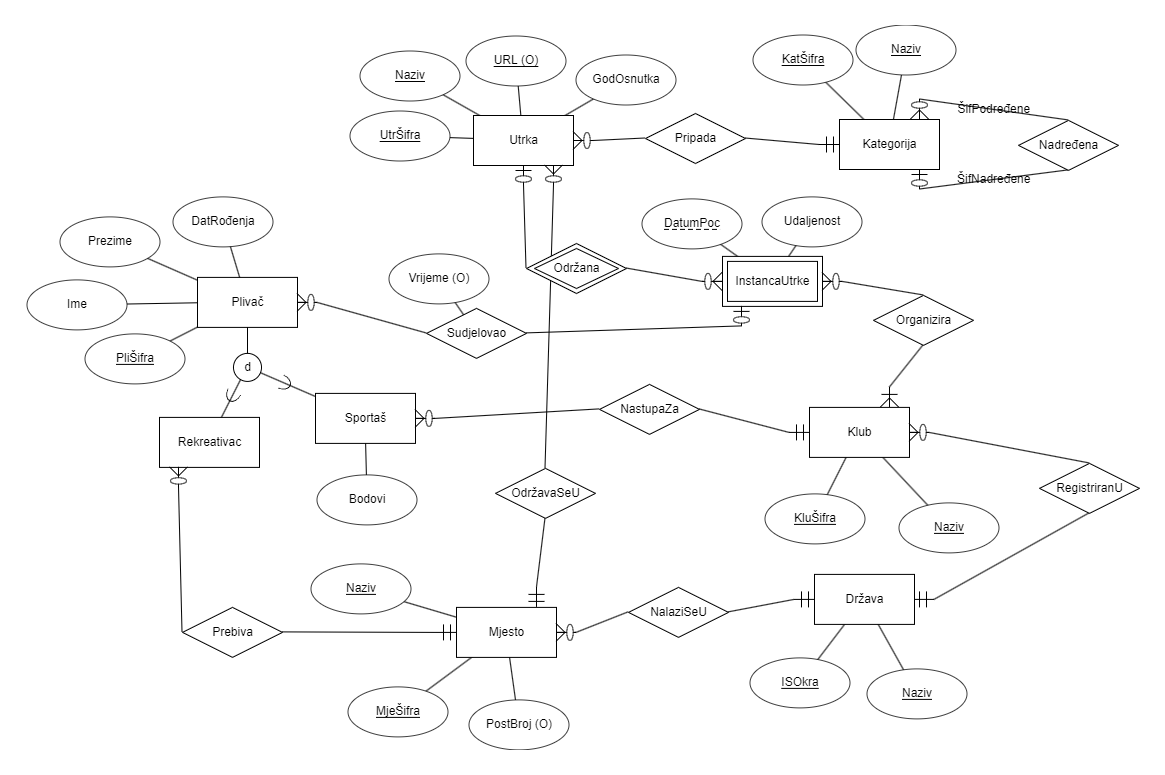 Naziv
URL (O)
GodOsnutka
UtrŠifra
Utrka
Pripada
KatŠifra
Naziv
Kategorija
ŠifPodređene
Nadređena
ŠifNadređene
DatRođenja
Prezime
Ime
PliŠifra
Plivač
Vrijeme (O)
Sudjelovao
Održana
DatumPoc
Udaljenost
InstancaUtrke
Organizira
d
Rekreativac
Sportaš
Bodovi
NastupaZa
Klub
KluŠifra
Naziv
RegistriranU
OdržavaSeU
Naziv
Prebiva
Mjesto
NalaziSeU
Država
MjeŠifra
PostBroj (O)
ISOkra
Naziv